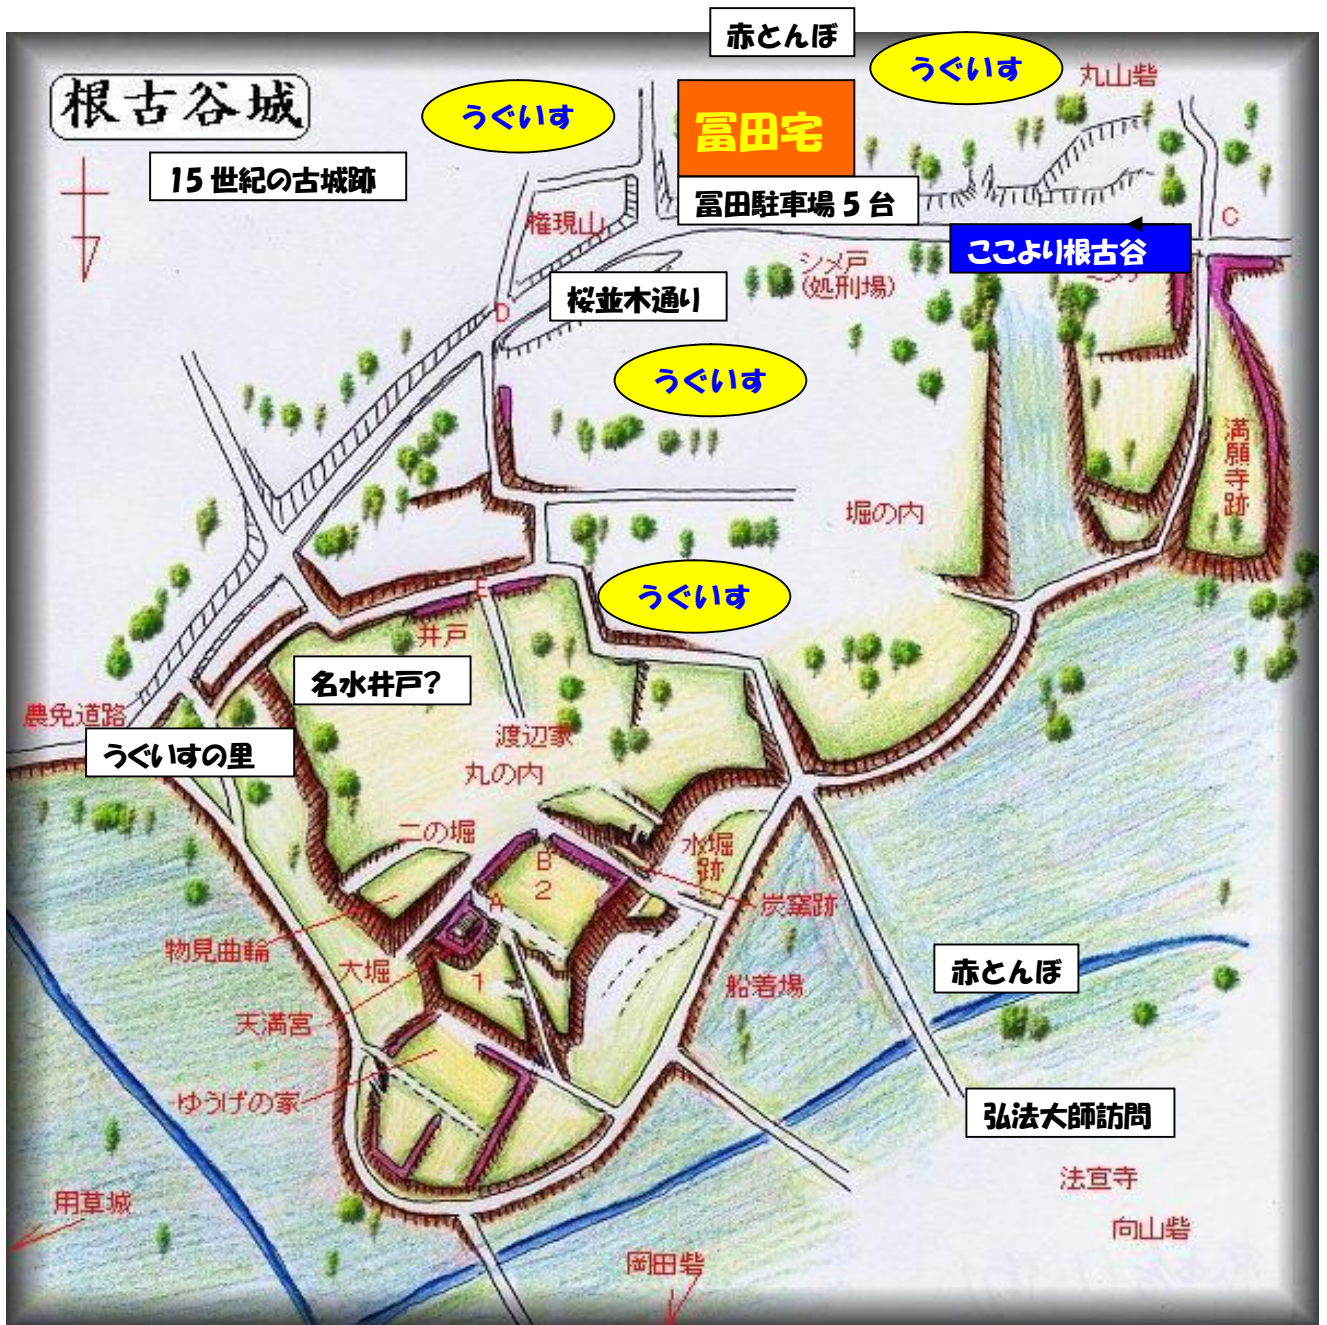 赤とんぼ
うぐいす
丸山砦
根古谷城
うぐいす
冨田宅
15世紀の古城跡
冨田駐車場5台
権現山
C
ここより根古谷
シメ戸
(処刑場)
桜並木通り
D
うぐいす
満願寺跡
堀の内
E
うぐいす
井戸
名水井戸?
農免道路
うぐいすの里
渡辺家
丸の内
二の堀
水堀跡
B
2
A
炭窯跡
物見曲輪
大堀
1
船着場
赤とんぼ
天満宮
ゆうげの家
弘法大師訪問
法宣寺
用草城
向山砦
岡田砦